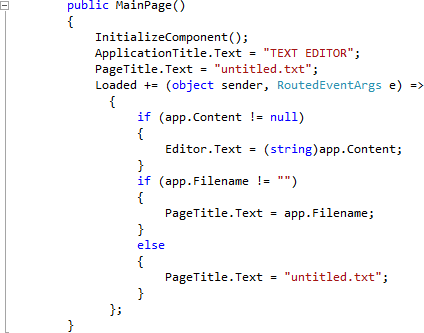 public MainPage()
{
InitializeComponent();
ApplicationTitle.Text = "TEXT EDITOR";
PageTitle.Text = "untitled.txt";
Loaded += (object sender, RoutedEventArgs e) =>
{
if (app.Content != null)
{
Editor.Text = (string)app.Content;
}
if (app.Filename != "")
{
PageTitle.Text = app.Filename;
}
else
{
PageTitle.Text = "untitled.txt";
}
};
}